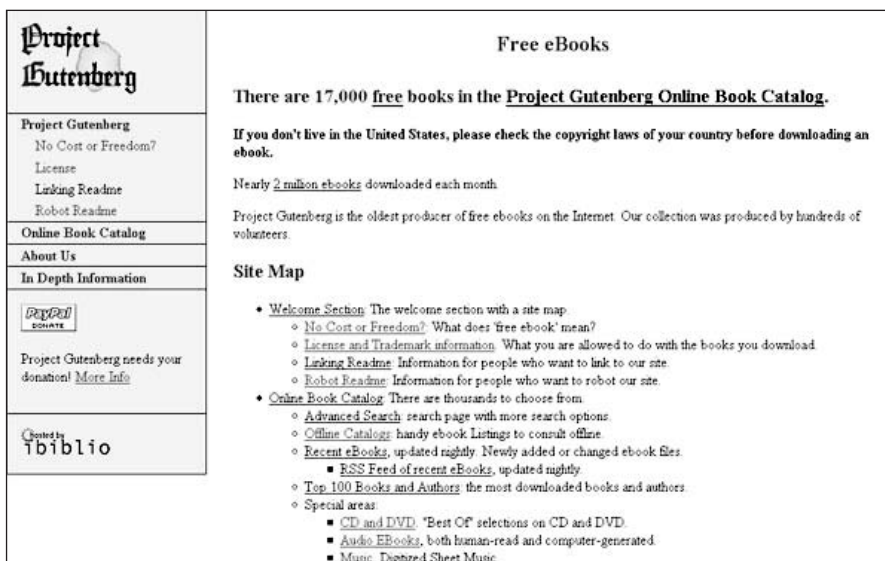 Project
Gutenberg
Project Gutenberg
No Cost or Freedom?
License
Linking Readme
Robot Readme
Online Book Catalog
About Us
In Depth Information
PayPal
DONATE
Project Gutenberg needs your
donation! More Info
hosted by
ibiblio
Free eBooks
There are 17,000 free books in the Project Gutenberg Online Book Catalog.
If you don't live in the United States, please check the copyright laws of your country before downloading an
ebook.
Nearly 2 million ebooks downloaded each month.
Project Gutenberg is the oldest producer of free ebooks on the Internet. Our collection was produced by hundreds of
volunteers.
Site Map
Welcome Section: The welcome section with a site map.
No Cost or Freedom?: What does 'free ebook' mean?
License and Trademark information. What you are allowed to do with the books you download.
Linking Readme: Information for people who want to link to our site.
Robot Readme: Information for people who want to robot our site.
Online Book Catalog: There are thousands to choose from.
Advanced Search: search page with more search options.
Offline Catalogs: handy ebook Listings to consult offline.
Recent eBooks, updated nightly. Newly added or changed ebook files.
RSS Feed of recent eBooks, updated nightly.
Top 100 Books and Authors: the most downloaded books and authors.
Special areas:
CD and DVD. "Best Of" selections on CD and DVD.
Audio EBooks, both human-read and computer-generated.
Music. Digitized Sheet Music.